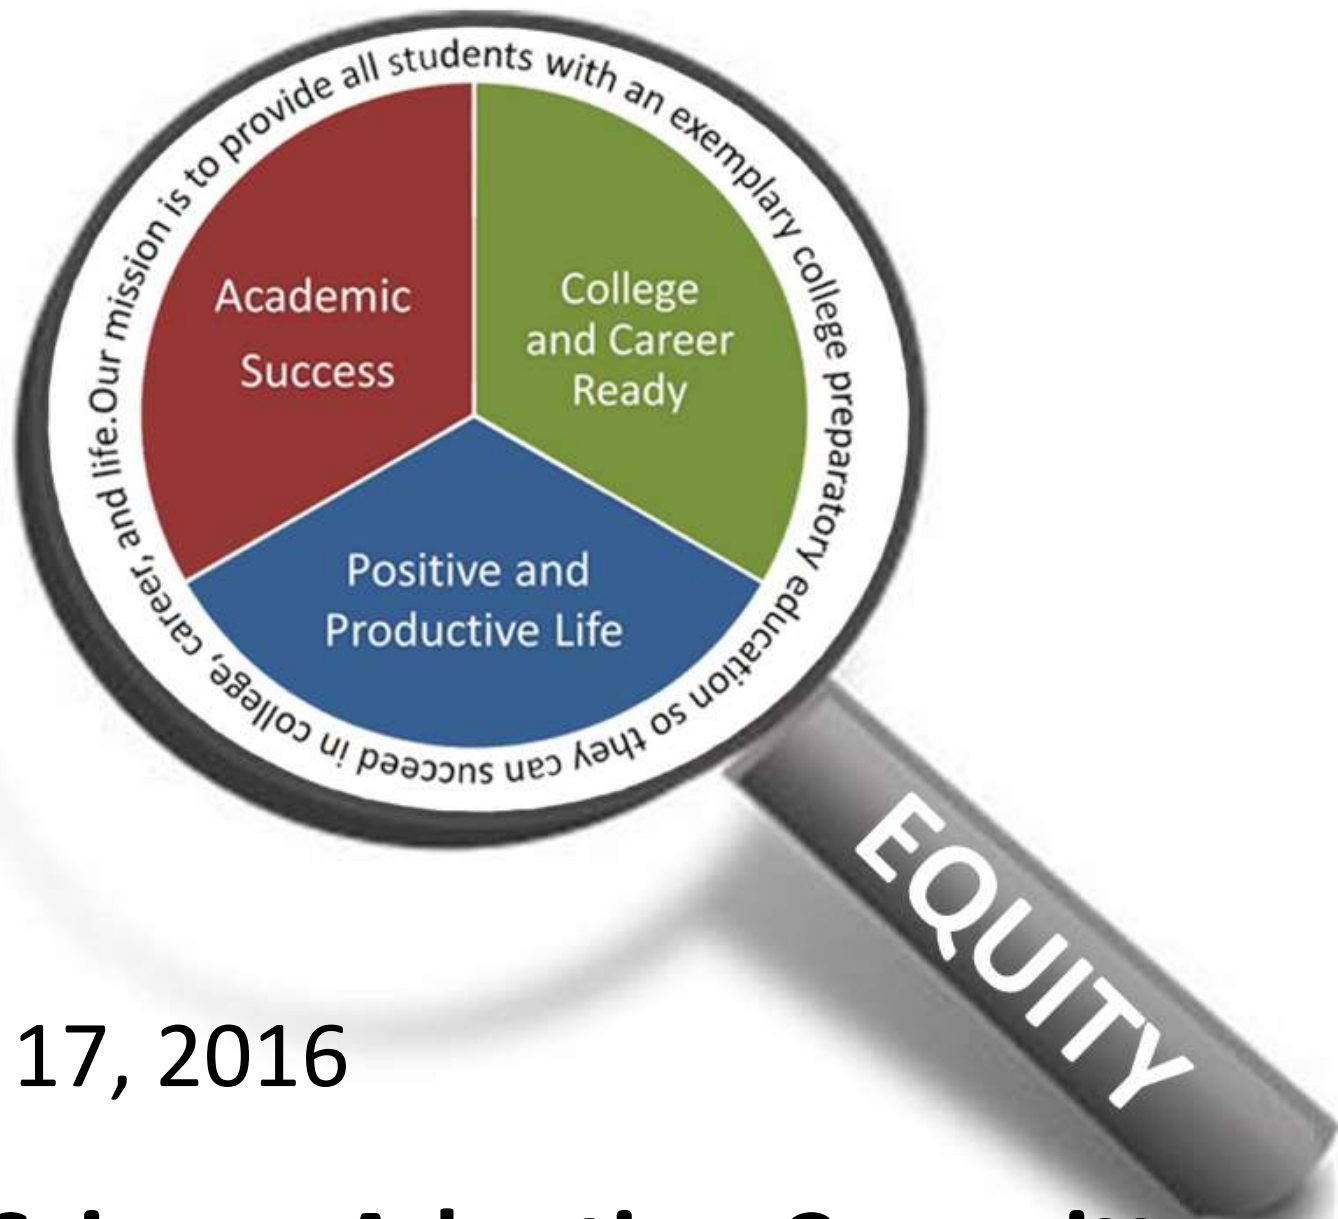 Our mission is to provide all students with an exemplary college preparatory education so they can succeed in college, career, and life.
Academic
Success
College
and Career
Ready
Positive and
Productive Life
EQUITY
17, 2016